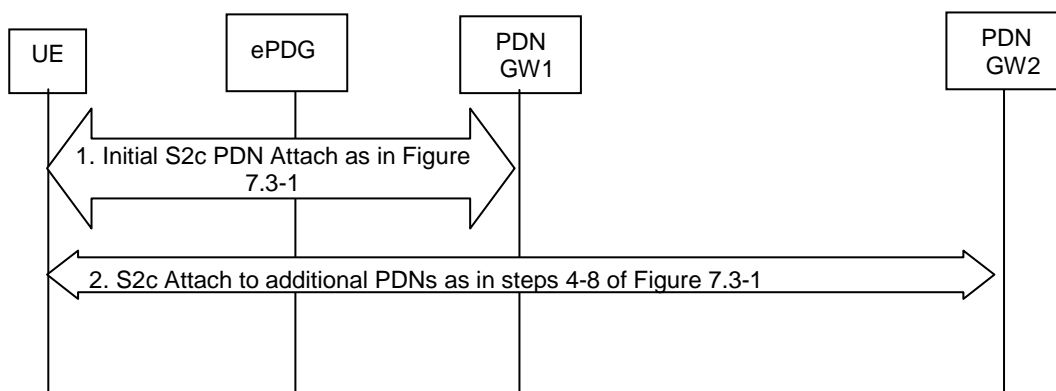 UE
ePDG
PDN
GW1
PDN
GW2
1. Initial S2c PDN Attach as in Figure
7.3-1
2. S2c Attach to additional PDNs as in steps 4-8 of Figure 7.3-1